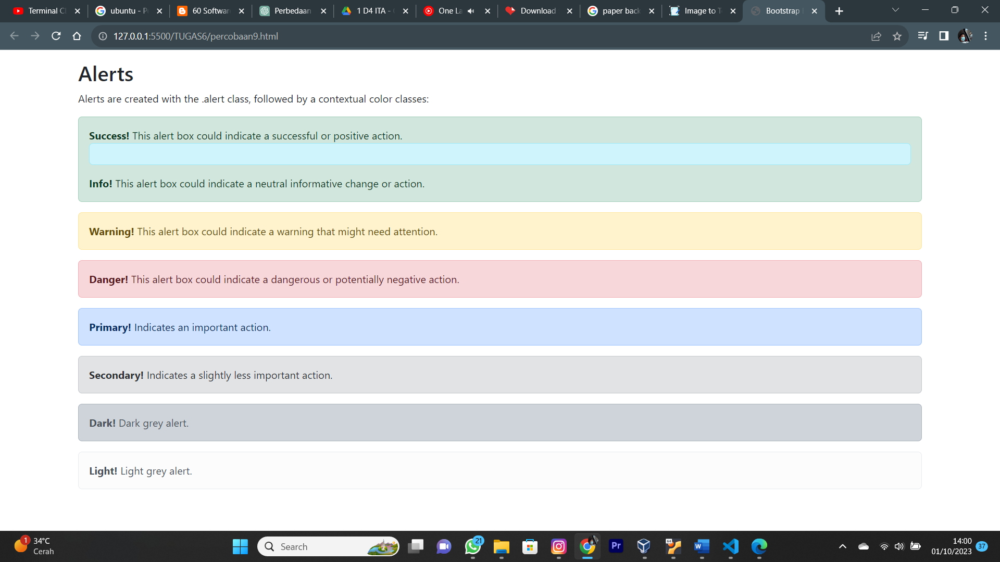 Terminal C
ubuntu - P
60 Softwar
Perbedaan
1 D4 ITA -
One La
Download
paper back
Image to T
Bootstrap
127.0.0.1:5500/TUGAS6/percobaan9.html
Alerts
Alerts are created with the .alert class, followed by a contextual color classes:
Success! This alert box could indicate a successful or positive action.
Info! This alert box could indicate a neutral informative change or action.
Warning! This alert box could indicate a warning that might need attention.
Danger! This alert box could indicate a dangerous or potentially negative action.
Primary! Indicates an important action.
Secondary! Indicates a slightly less important action.
Dark! Dark grey alert.
Light! Light grey alert.
1
34°C
Cerah
Search
21
Pr
64
W
14:00
01/10/2023
37